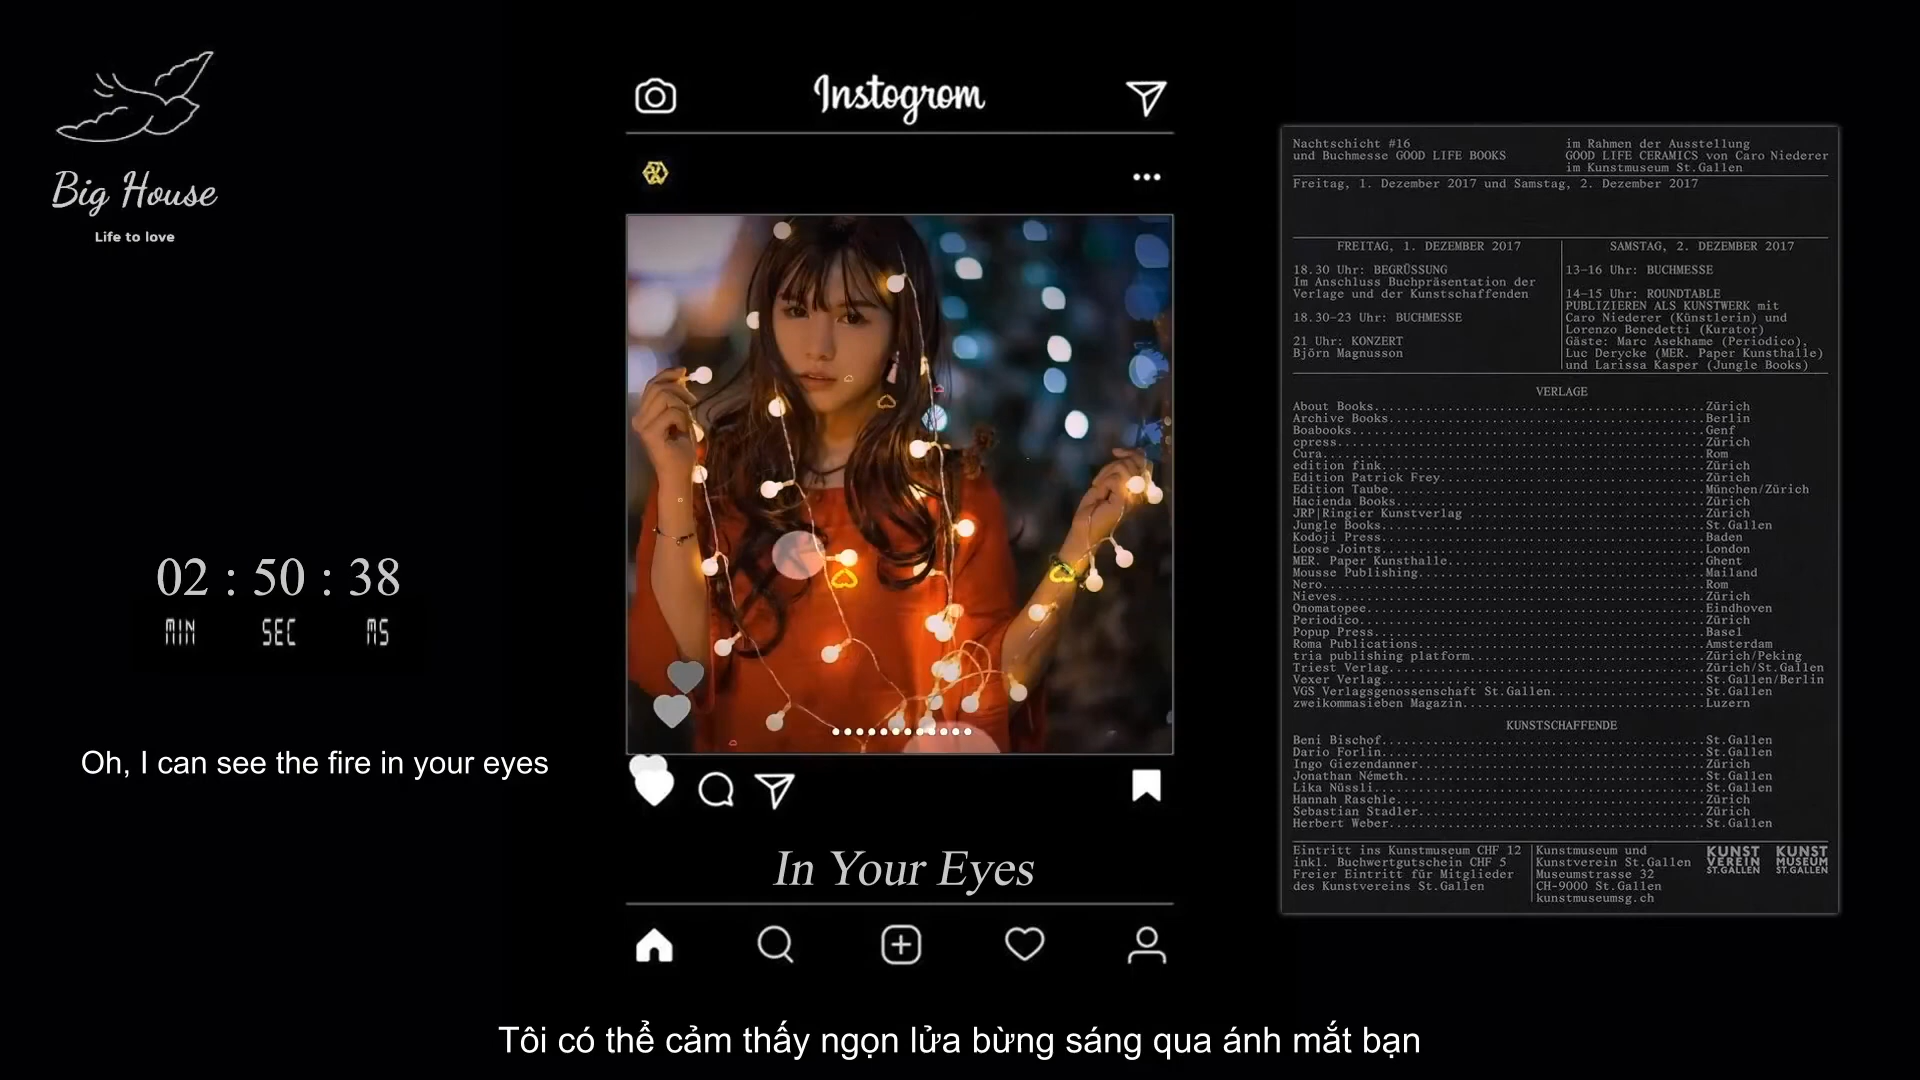 Big House
Life to love
02 : 50 : 38
MIN SEC MS
Oh, I can see the fire in your eyes
Instogrom
In Your Eyes
Tôi có thể cảm thấy ngọn lửa bừng sáng qua ánh mắt bạn
Nachtschicht #16
und Buchmesse GOOD LIFE BOOKS
im Rahmen der Ausstellung
GOOD LIFE CERAMICS von Caro Niederer
im Kunstmuseum St.Gallen
Freitag, 1. Dezember 2017 und Samstag, 2. Dezember 2017
FREITAG, 1. DEZEMBER 2017
18.30 Uhr: BEGRÜSSUNG
Im Anschluss Buchpräsentation der
Verlage und der Kunstschaffenden
18.30–23 Uhr: BUCHMESSE
21 Uhr: KONZERT
Björn Magnusson
SAMSTAG, 2. DEZEMBER 2017
13–16 Uhr: BUCHMESSE
14–15 Uhr: ROUNDTABLE
PUBLIZIEREN ALS KUNSTWERK mit
Caro Niederer (Künstlerin) und
Lorenzo Benedetti (Kurator)
Gäste: Marc Asekhame (Periodico),
Luc Derycke (MER. Paper Kunsthalle)
und Larissa Kasper (Jungle Books)
VERLAGE
About Books Zürich
Archive Books Berlin
Boabooks Genf
cpress Zürich
Cura Rom
edition fink Zürich
Edition Patrick Frey Zürich
Edition Taube München/Zürich
Hacienda Books Zürich
JRP|Ringier Kunstverlag Zürich
Jungle Books St.Gallen
Kodoji Press Baden
Loose Joints London
MER. Paper Kunsthalle Ghent
Mousse Publishing Mailand
Nero Rom
Nieves Zürich
Onomatopee Eindhoven
Periodico Zürich
Popup Press Basel
Roma Publications Amsterdam
tria publishing platform Zürich/Peking
Triest Verlag Zürich/St.Gallen
Vexer Verlag St.Gallen/Berlin
VGS Verlagsgenossenschaft St.Gallen St.Gallen
zweikommasieben Magazin Luzern
KUNSTSCHAFFENDE
Beni Bischof St.Gallen
Dario Forlin St.Gallen
Ingo Giezendanner Zürich
Jonathan Németh St.Gallen
Lika Nüssli St.Gallen
Hannah Raschle Zürich
Sebastian Stadler Zürich
Herbert Weber St.Gallen
Eintritt ins Kunstmuseum CHF 12
inkl. Buchwertgutschein CHF 5
Freier Eintritt für Mitglieder
des Kunstvereins St.Gallen
Kunstmuseum und
Kunstverein St.Gallen
Museumstrasse 32
CH-9000 St.Gallen
kunstmuseumsg.ch
KUNST
VEREIN
ST.GALLEN
KUNST
MUSEUM
ST.GALLEN